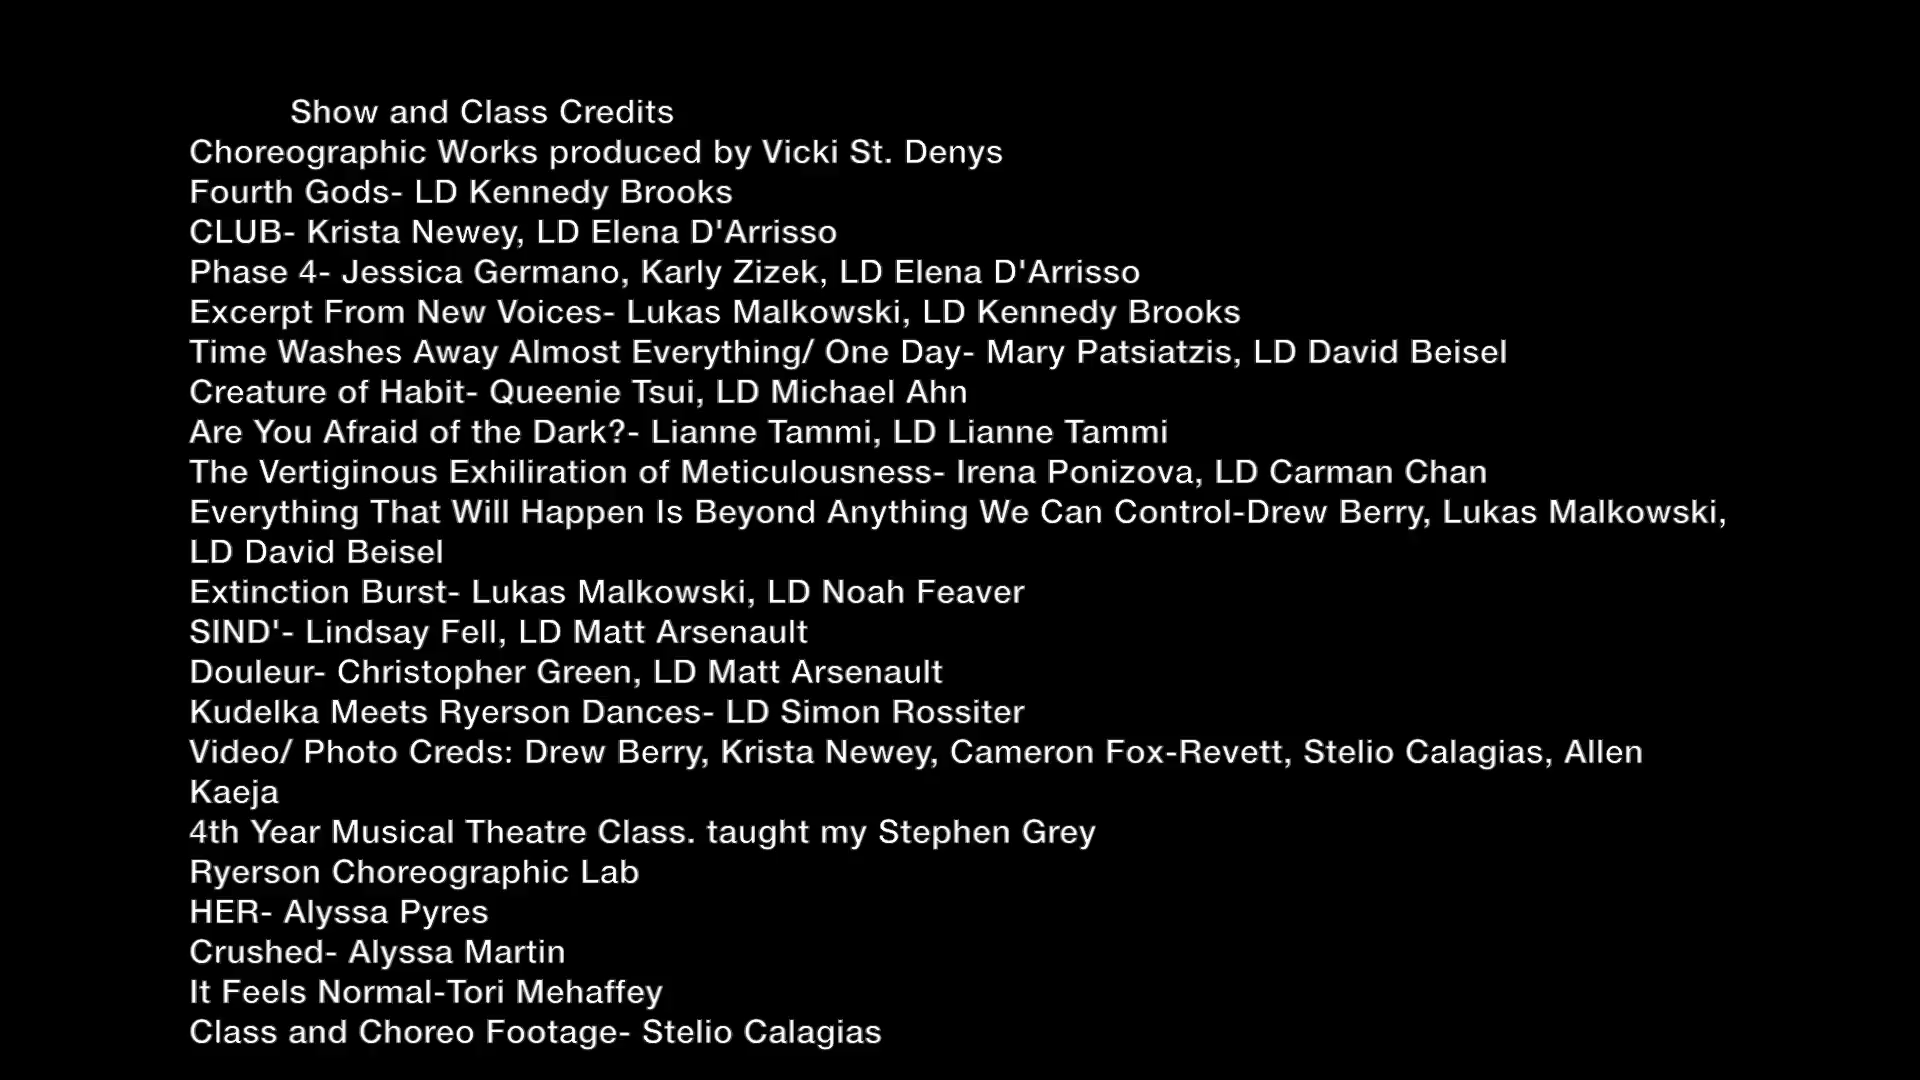 Show and Class Credits
Choreographic Works produced by Vicki St. Denys
Fourth Gods- LD Kennedy Brooks
CLUB- Krista Newey, LD Elena D'Arrisso
Phase 4- Jessica Germano, Karly Zizek, LD Elena D'Arrisso
Excerpt From New Voices- Lukas Malkowski, LD Kennedy Brooks
Time Washes Away Almost Everything/ One Day- Mary Patsiatzis, LD David Beisel
Creature of Habit- Queenie Tsui, LD Michael Ahn
Are You Afraid of the Dark?- Lianne Tammi, LD Lianne Tammi
The Vertiginous Exhiliration of Meticulousness- Irena Ponizova, LD Carman Chan
Everything That Will Happen Is Beyond Anything We Can Control-Drew Berry, Lukas Malkowski,
LD David Beisel
Extinction Burst- Lukas Malkowski, LD Noah Feaver
SIND'- Lindsay Fell, LD Matt Arsenault
Douleur- Christopher Green, LD Matt Arsenault
Kudelka Meets Ryerson Dances- LD Simon Rossiter
Video/ Photo Creds: Drew Berry, Krista Newey, Cameron Fox-Revett, Stelio Calagias, Allen
Kaeja
4th Year Musical Theatre Class. taught my Stephen Grey
Ryerson Choreographic Lab
HER- Alyssa Pyres
Crushed- Alyssa Martin
It Feels Normal-Tori Mehaffey
Class and Choreo Footage- Stelio Calagias